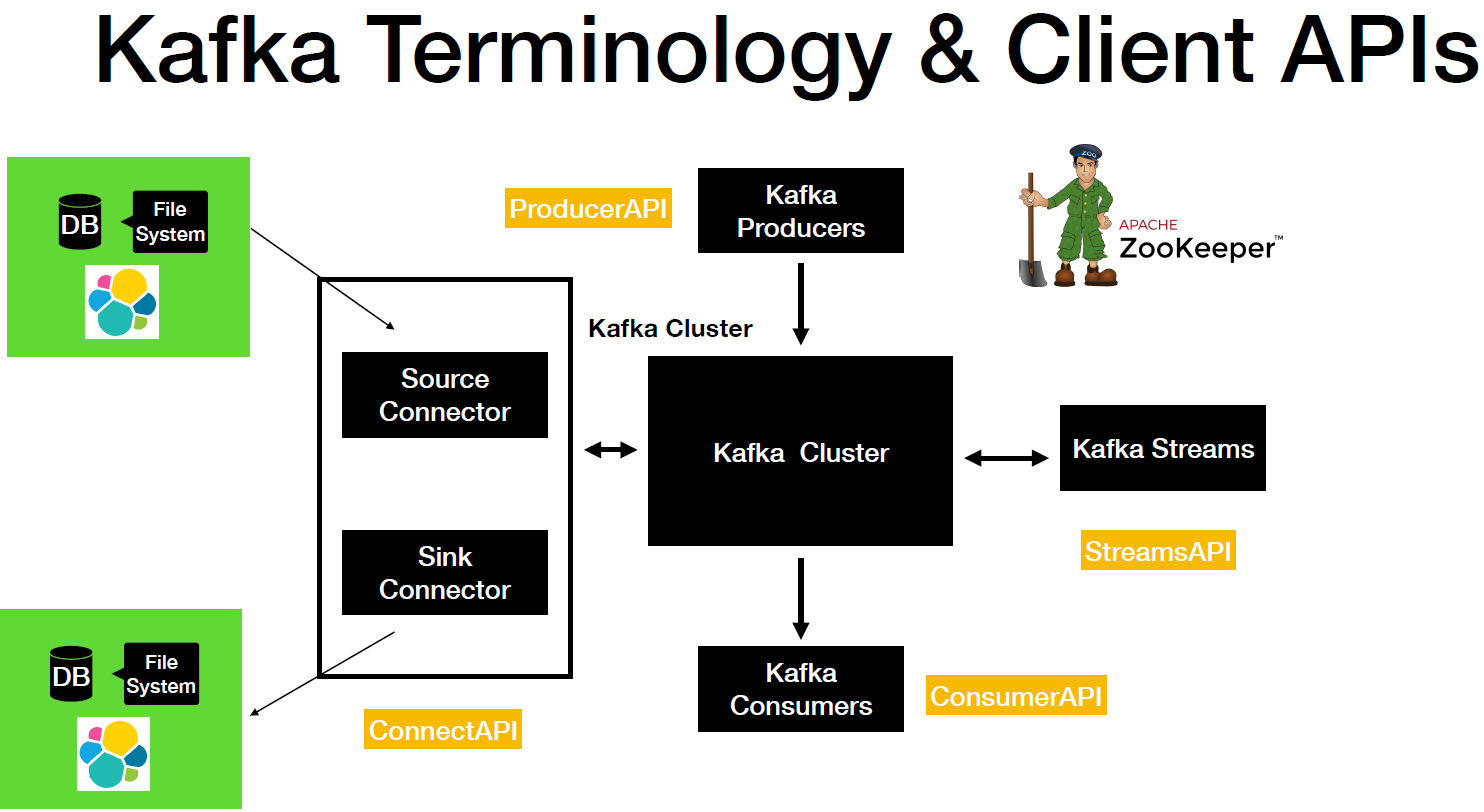 Kafka Terminology & Client APIs
DB
File
System
ProducerAPI
Kafka
Producers
ZOO
APACHE
ZooKeeper™
Kafka Cluster
Source
Connector
Kafka  Cluster
Kafka Streams
StreamsAPI
Sink
Connector
DB
File
System
ConnectAPI
Kafka
Consumers
ConsumerAPI